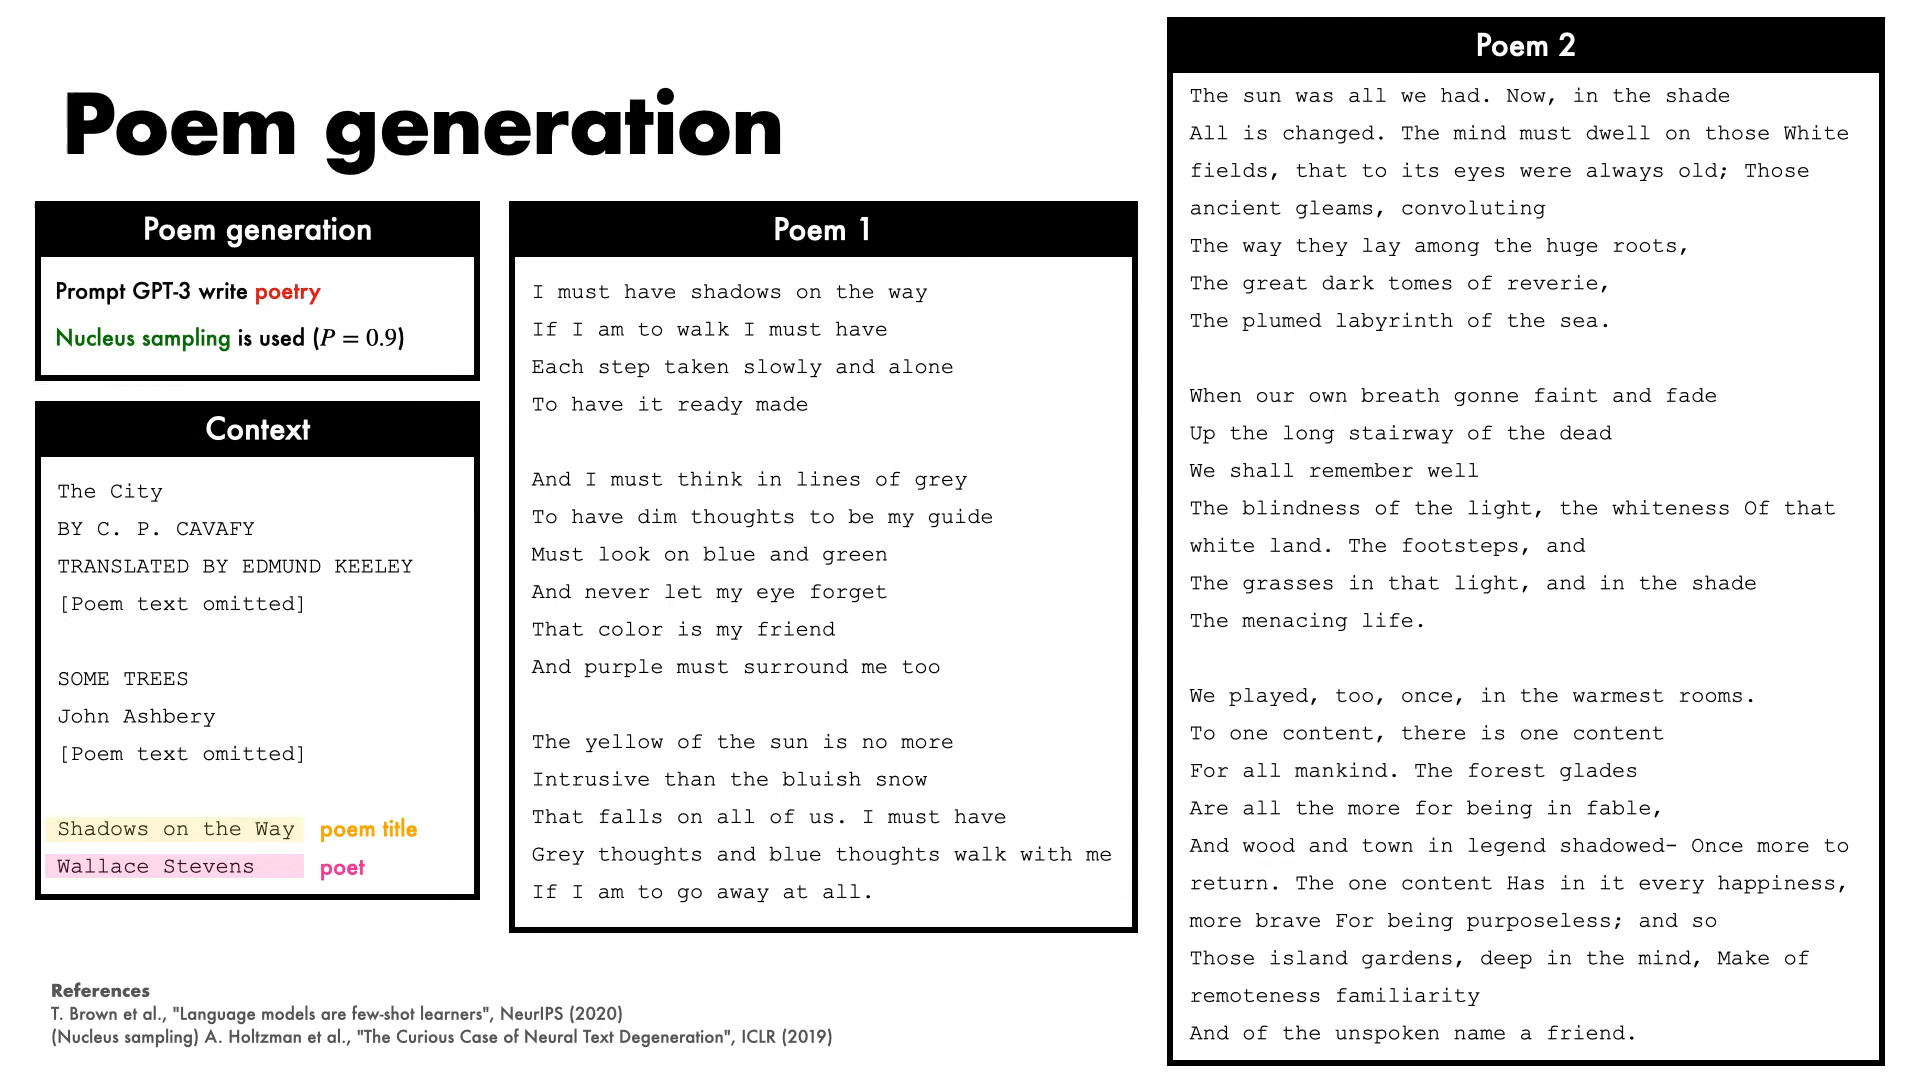 Poem generation
Poem generation
Prompt GPT-3 write poetry
Nucleus sampling is used (P = 0.9)
Context
The City
BY C. P. CAVAFY
TRANSLATED BY EDMUND KEELEY
[Poem text omitted]
SOME TREES
John Ashbery
[Poem text omitted]
Shadows on the Way poem title
Wallace Stevens poet
Poem 1
I must have shadows on the way
If I am to walk I must have
Each step taken slowly and alone
To have it ready made
And I must think in lines of grey
To have dim thoughts to be my guide
Must look on blue and green
And never let my eye forget
That color is my friend
And purple must surround me too
The yellow of the sun is no more
Intrusive than the bluish snow
That falls on all of us. I must have
Grey thoughts and blue thoughts walk with me
If I am to go away at all.
Poem 2
The sun was all we had. Now, in the shade
All is changed. The mind must dwell on those White
fields, that to its eyes were always old; Those
ancient gleams, convoluting
The way they lay among the huge roots,
The great dark tomes of reverie,
The plumed labyrinth of the sea.
When our own breath gonne faint and fade
Up the long stairway of the dead
We shall remember well
The blindness of the light, the whiteness Of that
white land. The footsteps, and
The grasses in that light, and in the shade
The menacing life.
We played, too, once, in the warmest rooms.
To one content, there is one content
For all mankind. The forest glades
Are all the more for being in fable,
And wood and town in legend shadowed- Once more to
return. The one content Has in it every happiness,
more brave For being purposeless; and so
Those island gardens, deep in the mind, Make of
remoteness familiarity
And of the unspoken name a friend.
References
T. Brown et al., "Language models are few-shot learners", NeurIPS (2020)
(Nucleus sampling) A. Holtzman et al., "The Curious Case of Neural Text Degeneration", ICLR (2019)